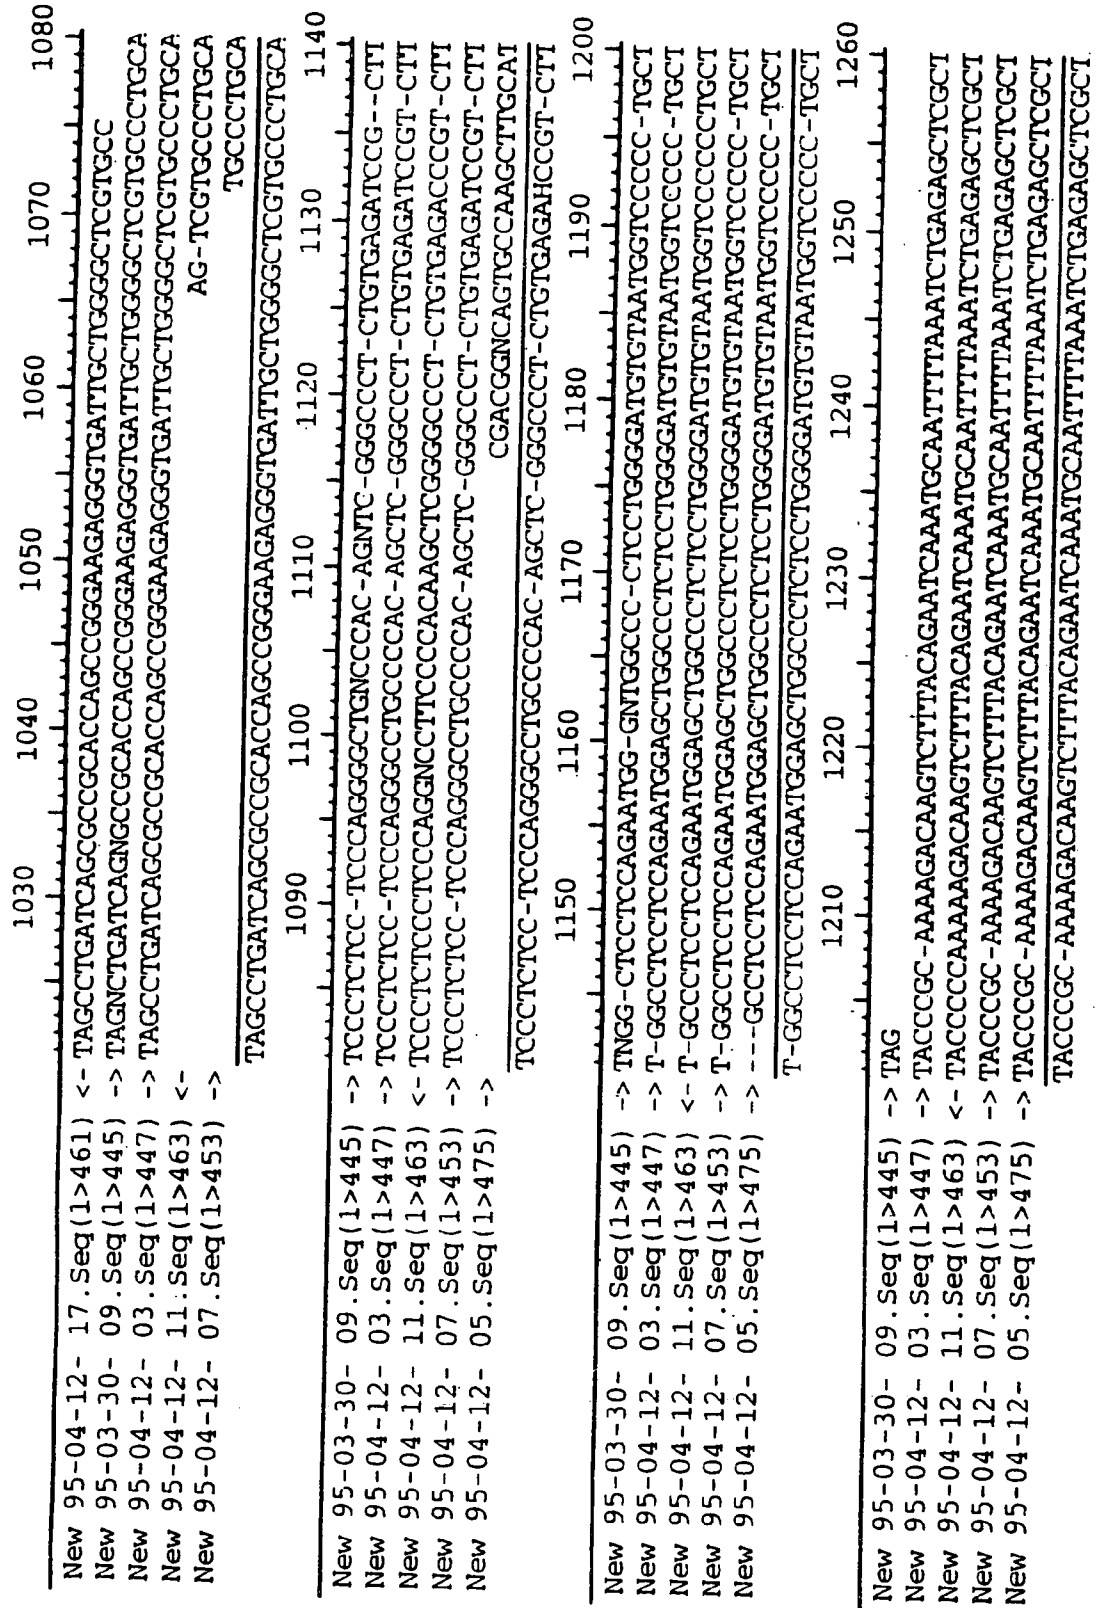 1030 1040 1050 1060 1070 1080
New 95-04-12- 17.Seq(1>461) <- TAGCCTGATCAGCGCCGCACCAGCCGGGAAGAGGGTGATTGCTGGGGCTCGTGCC
New 95-03-30- 09.Seq(1>445) -> TAGNCTGATCAGNGCCGCACCAGCCGGGAAGAGGGTGATTGCTGGGGCTCGTGCCCTGCA
New 95-04-12- 03.Seq(1>447) -> TAGCCTGATCAGCGCCGCACCAGCCGGGAAGAGGGTGATTGCTGGGGCTCGTGCCCTGCA
New 95-04-12- 11.Seq(1>463) <- AG-TCGTGCCCTGCA
New 95-04-12- 07.Seq(1>453) -> TGCCCTGCA
TAGCCTGATCAGCGCCGCACCAGCCGGGAAGAGGGTGATTGCTGGGGCTCGTGCCCTGCA
1090 1100 1110 1120 1130 1140
New 95-03-30- 09.Seq(1>445) -> TCCCTCTCC-TCCCAGGGCTGNCCCAC-AGNTC-GGGCCCT-CTGTGAGATCCG--CTT
New 95-04-12- 03.Seq(1>447) -> TCCCTCTCC-TCCCAGGGCCTGCCCCAC-AGCTC-GGGCCCT-CTGTGAGATCCGT-CTT
New 95-04-12- 11.Seq(1>463) <- TCCCTCTCCCTCCCAGGNCCTTCCCCACAAGCTCGGGGCCCT-CTGTGAGACCCGT-CTT
New 95-04-12- 07.Seq(1>453) -> TCCCTCTCC-TCCCAGGGCCTGCCCCAC-AGCTC-GGGCCCT-CTGTGAGATCCGT-CTT
New 95-04-12- 05.Seq(1>475) -> CGACGGNCAGTGCCAAGCTTGCAT
TCCCTCTCC-TCCCAGGGCCTGCCCCAC-AGCTC-GGGCCCT-CTGTGAGAHCCGT-CTT
1150 1160 1170 1180 1190 1200
New 95-03-30- 09.Seq(1>445) -> TNGG-CTCCTCCAGAATGG-GNTGGCCC-CTCCTGGGGATGTGTAATGGTCCCCC-TGCT
New 95-04-12- 03.Seq(1>447) -> T-GGCCTCCTCCAGAATGGAGCTGGCCCTCTCCTGGGGATGTGTAATGGTCCCCC-TGCT
New 95-04-12- 11.Seq(1>463) <- T-GCCCTCCTCCAGAATGGAGCTGGCCCTCTCCTGGGGATGTGTAATGGTCCCCCCTGCT
New 95-04-12- 07.Seq(1>453) -> T-GGCCTCCTCCAGAATGGAGCTGGCCCTCTCCTGGGGATGTGTAATGGTCCCCC-TGCT
New 95-04-12- 05.Seq(1>475) -> ----GCCTCCTCCAGAATGGAGCTGGCCCTCTCCTGGGGATGTGTAATGGTCCCCC-TGCT
T-GGCCTCCTCCAGAATGGAGCTGGCCCTCTCCTGGGGATGTGTAATGGTCCCCC-TGCT
1210 1220 1230 1240 1250 1260
New 95-03-30- 09.Seq(1>445) -> TAG
New 95-04-12- 03.Seq(1>447) -> TACCCGC-AAAAGACAAGTCTTTACAGAATCAAATGCAATTTTAAATCTGAGAGCTCGCT
New 95-04-12- 11.Seq(1>463) <- TACCCCCAAAAGACAAGTCTTTACAGAATCAAATGCAATTTTAAATCTGAGAGCTCGCT
New 95-04-12- 07.Seq(1>453) -> TACCCGC-AAAAGACAAGTCTTTACAGAATCAAATGCAATTTTAAATCTGAGAGCTCGCT
New 95-04-12- 05.Seq(1>475) -> TACCCGC-AAAAGACAAGTCTTTACAGAATCAAATGCAATTTTAAATCTGAGAGCTCGCT
TACCCGC-AAAAGACAAGTCTTTACAGAATCAAATGCAATTTTAAATCTGAGAGCTCGCT